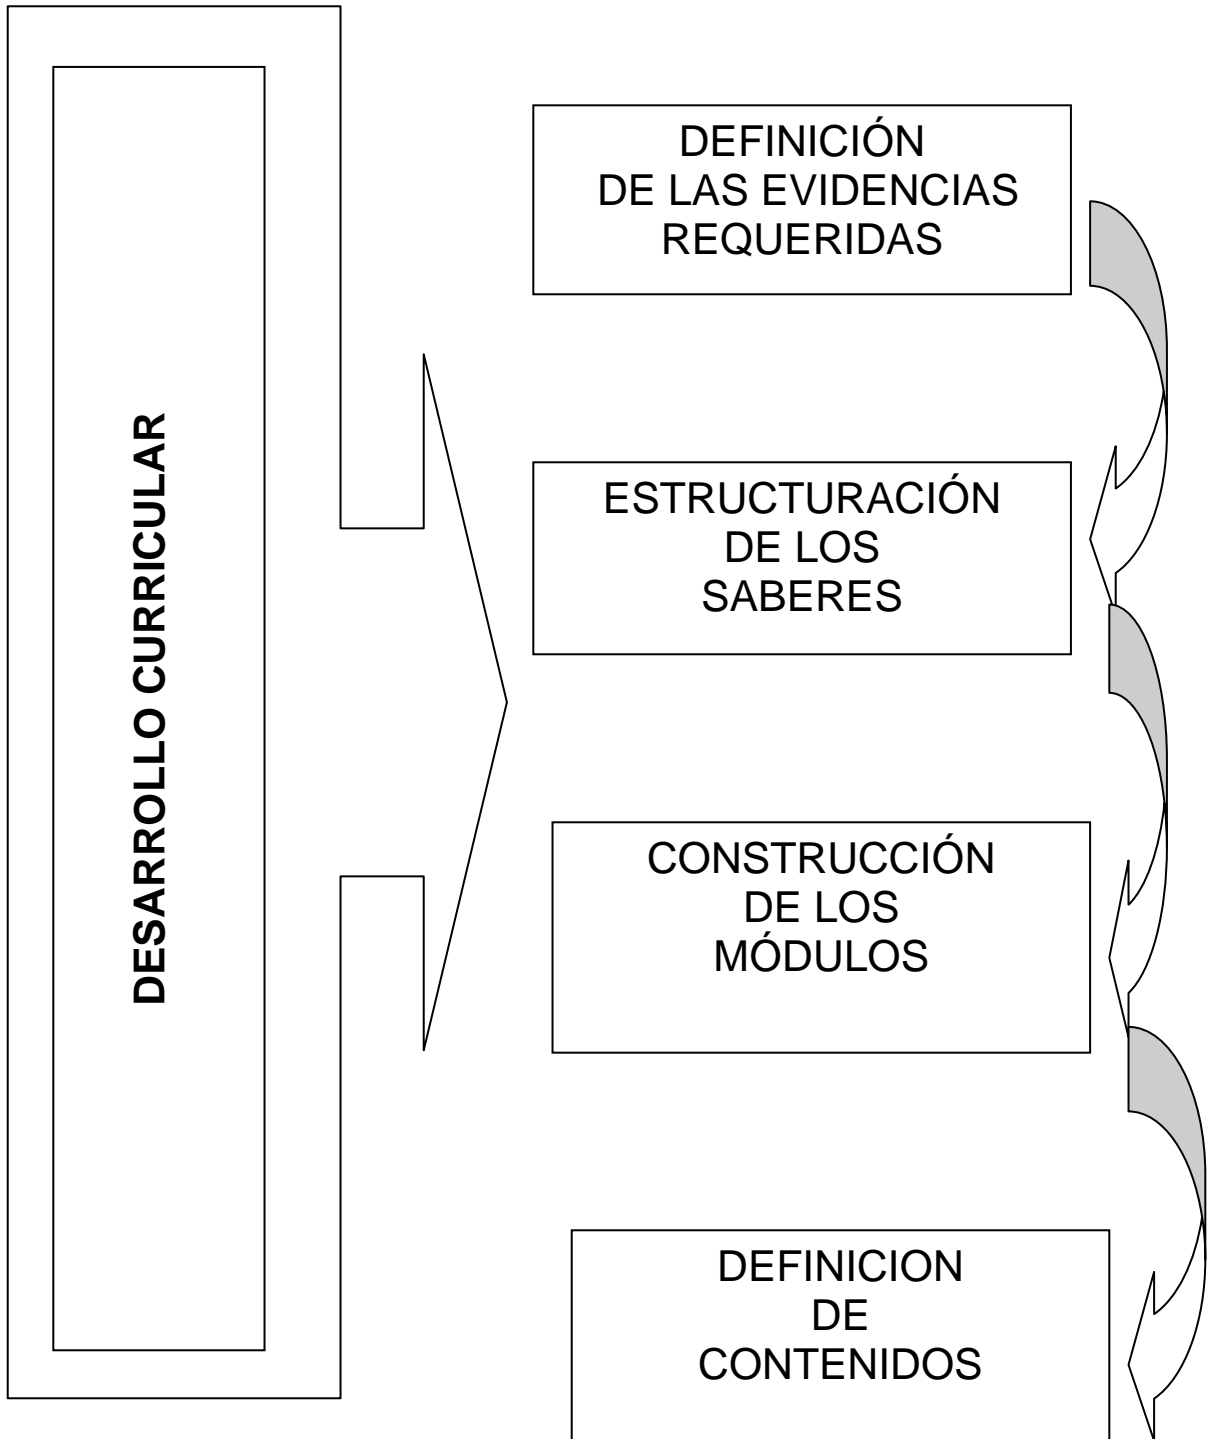 DESARROLLO CURRICULAR
DEFINICIÓN
DE LAS EVIDENCIAS
REQUERIDAS
ESTRUCTURACIÓN
DE LOS
SABERES
CONSTRUCCIÓN
DE LOS
MÓDULOS
DEFINICION
DE
CONTENIDOS